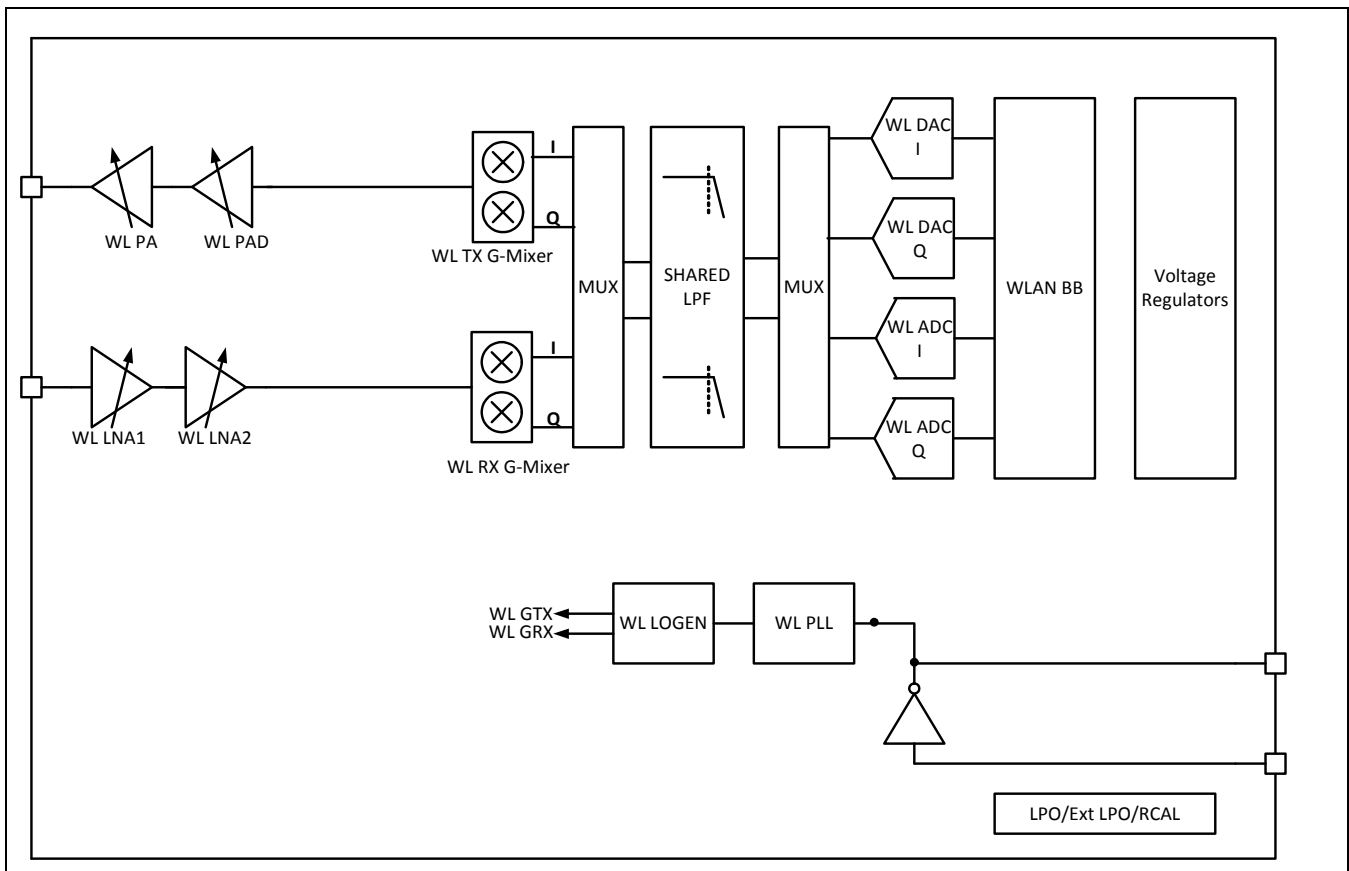 WL DAC
I
I
Q
WL PA
WL PAD
WL TX G-Mixer
WL DAC
Q
MUX
SHARED
LPF
MUX
WLAN BB
Voltage
Regulators
WL ADC
I
I
Q
WL LNA1
WL LNA2
WL RX G-Mixer
WL ADC
Q
WL GTX
WL GRX
WL LOGEN
WL PLL
LPO/Ext LPO/RCAL